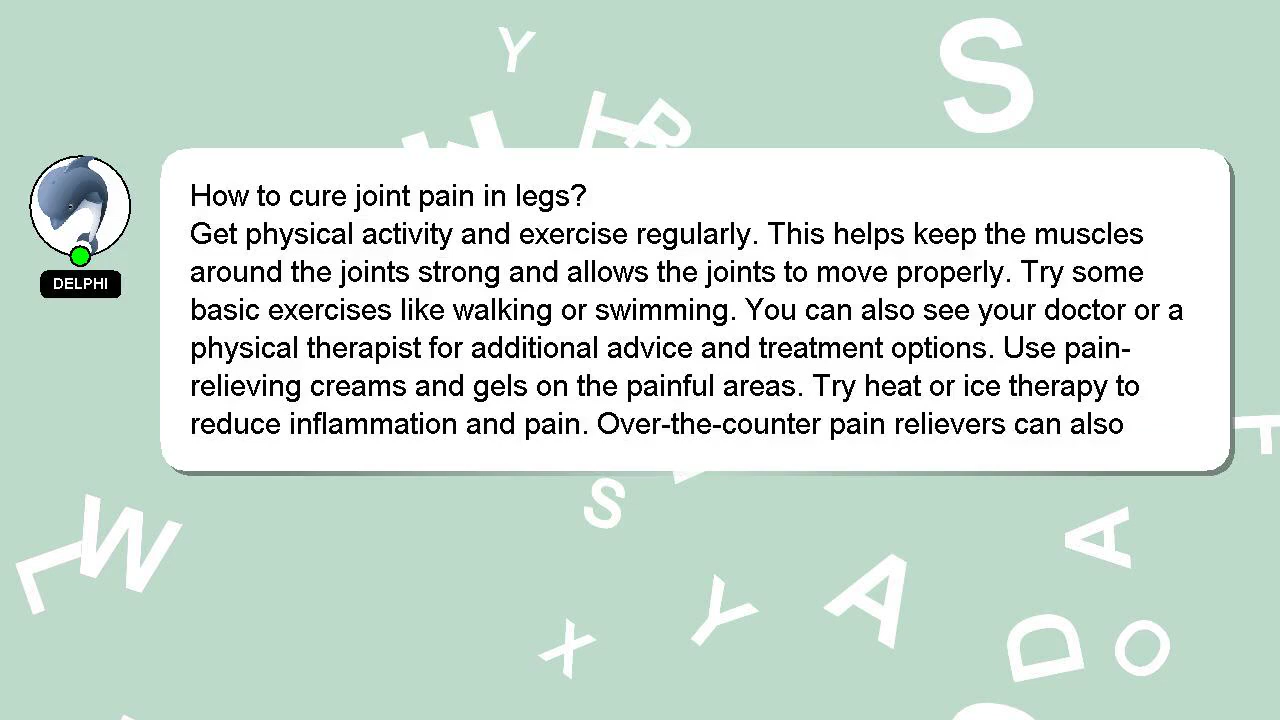 Y
S
W
T
R
How to cure joint pain in legs?
Get physical activity and exercise regularly. This helps keep the muscles
around the joints strong and allows the joints to move properly. Try some
basic exercises like walking or swimming. You can also see your doctor or a
physical therapist for additional advice and treatment options. Use pain-
relieving creams and gels on the painful areas. Try heat or ice therapy to
reduce inflammation and pain. Over-the-counter pain relievers can also
DELPHI
S
W
L
A
A
Y
X
D
O